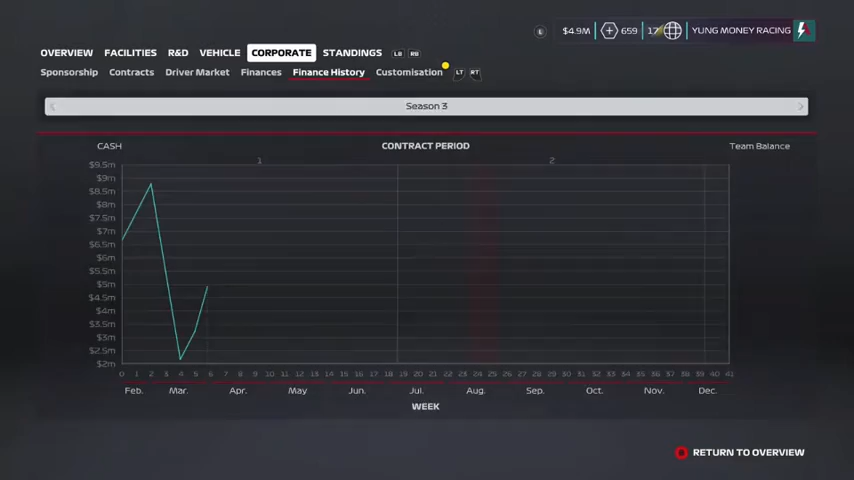 $4.9M 659 17 YUNG MONEY RACING
OVERVIEW FACILITIES R&D VEHICLE CORPORATE STANDINGS LB RB
Sponsorship Contracts Driver Market Finances Finance History Customisation LT RT
Season 3
CASH CONTRACT PERIOD Team Balance
1 2
$9.5m
$9m
$8.5m
$8m
$7.5m
$7m
$6.5m
$6m
$5.5m
$5m
$4.5m
$4m
$3.5m
$3m
$2.5m
$2m
0 1 2 3 4 5 6 7 8 9 10 11 12 13 14 15 16 17 18 19 20 21 22 23 24 25 26 27 28 29 30 31 32 33 34 35 36 37 38 39 40 41
Feb. Mar. Apr. May Jun. Jul. Aug. Sep. Oct. Nov. Dec.
WEEK
RETURN TO OVERVIEW